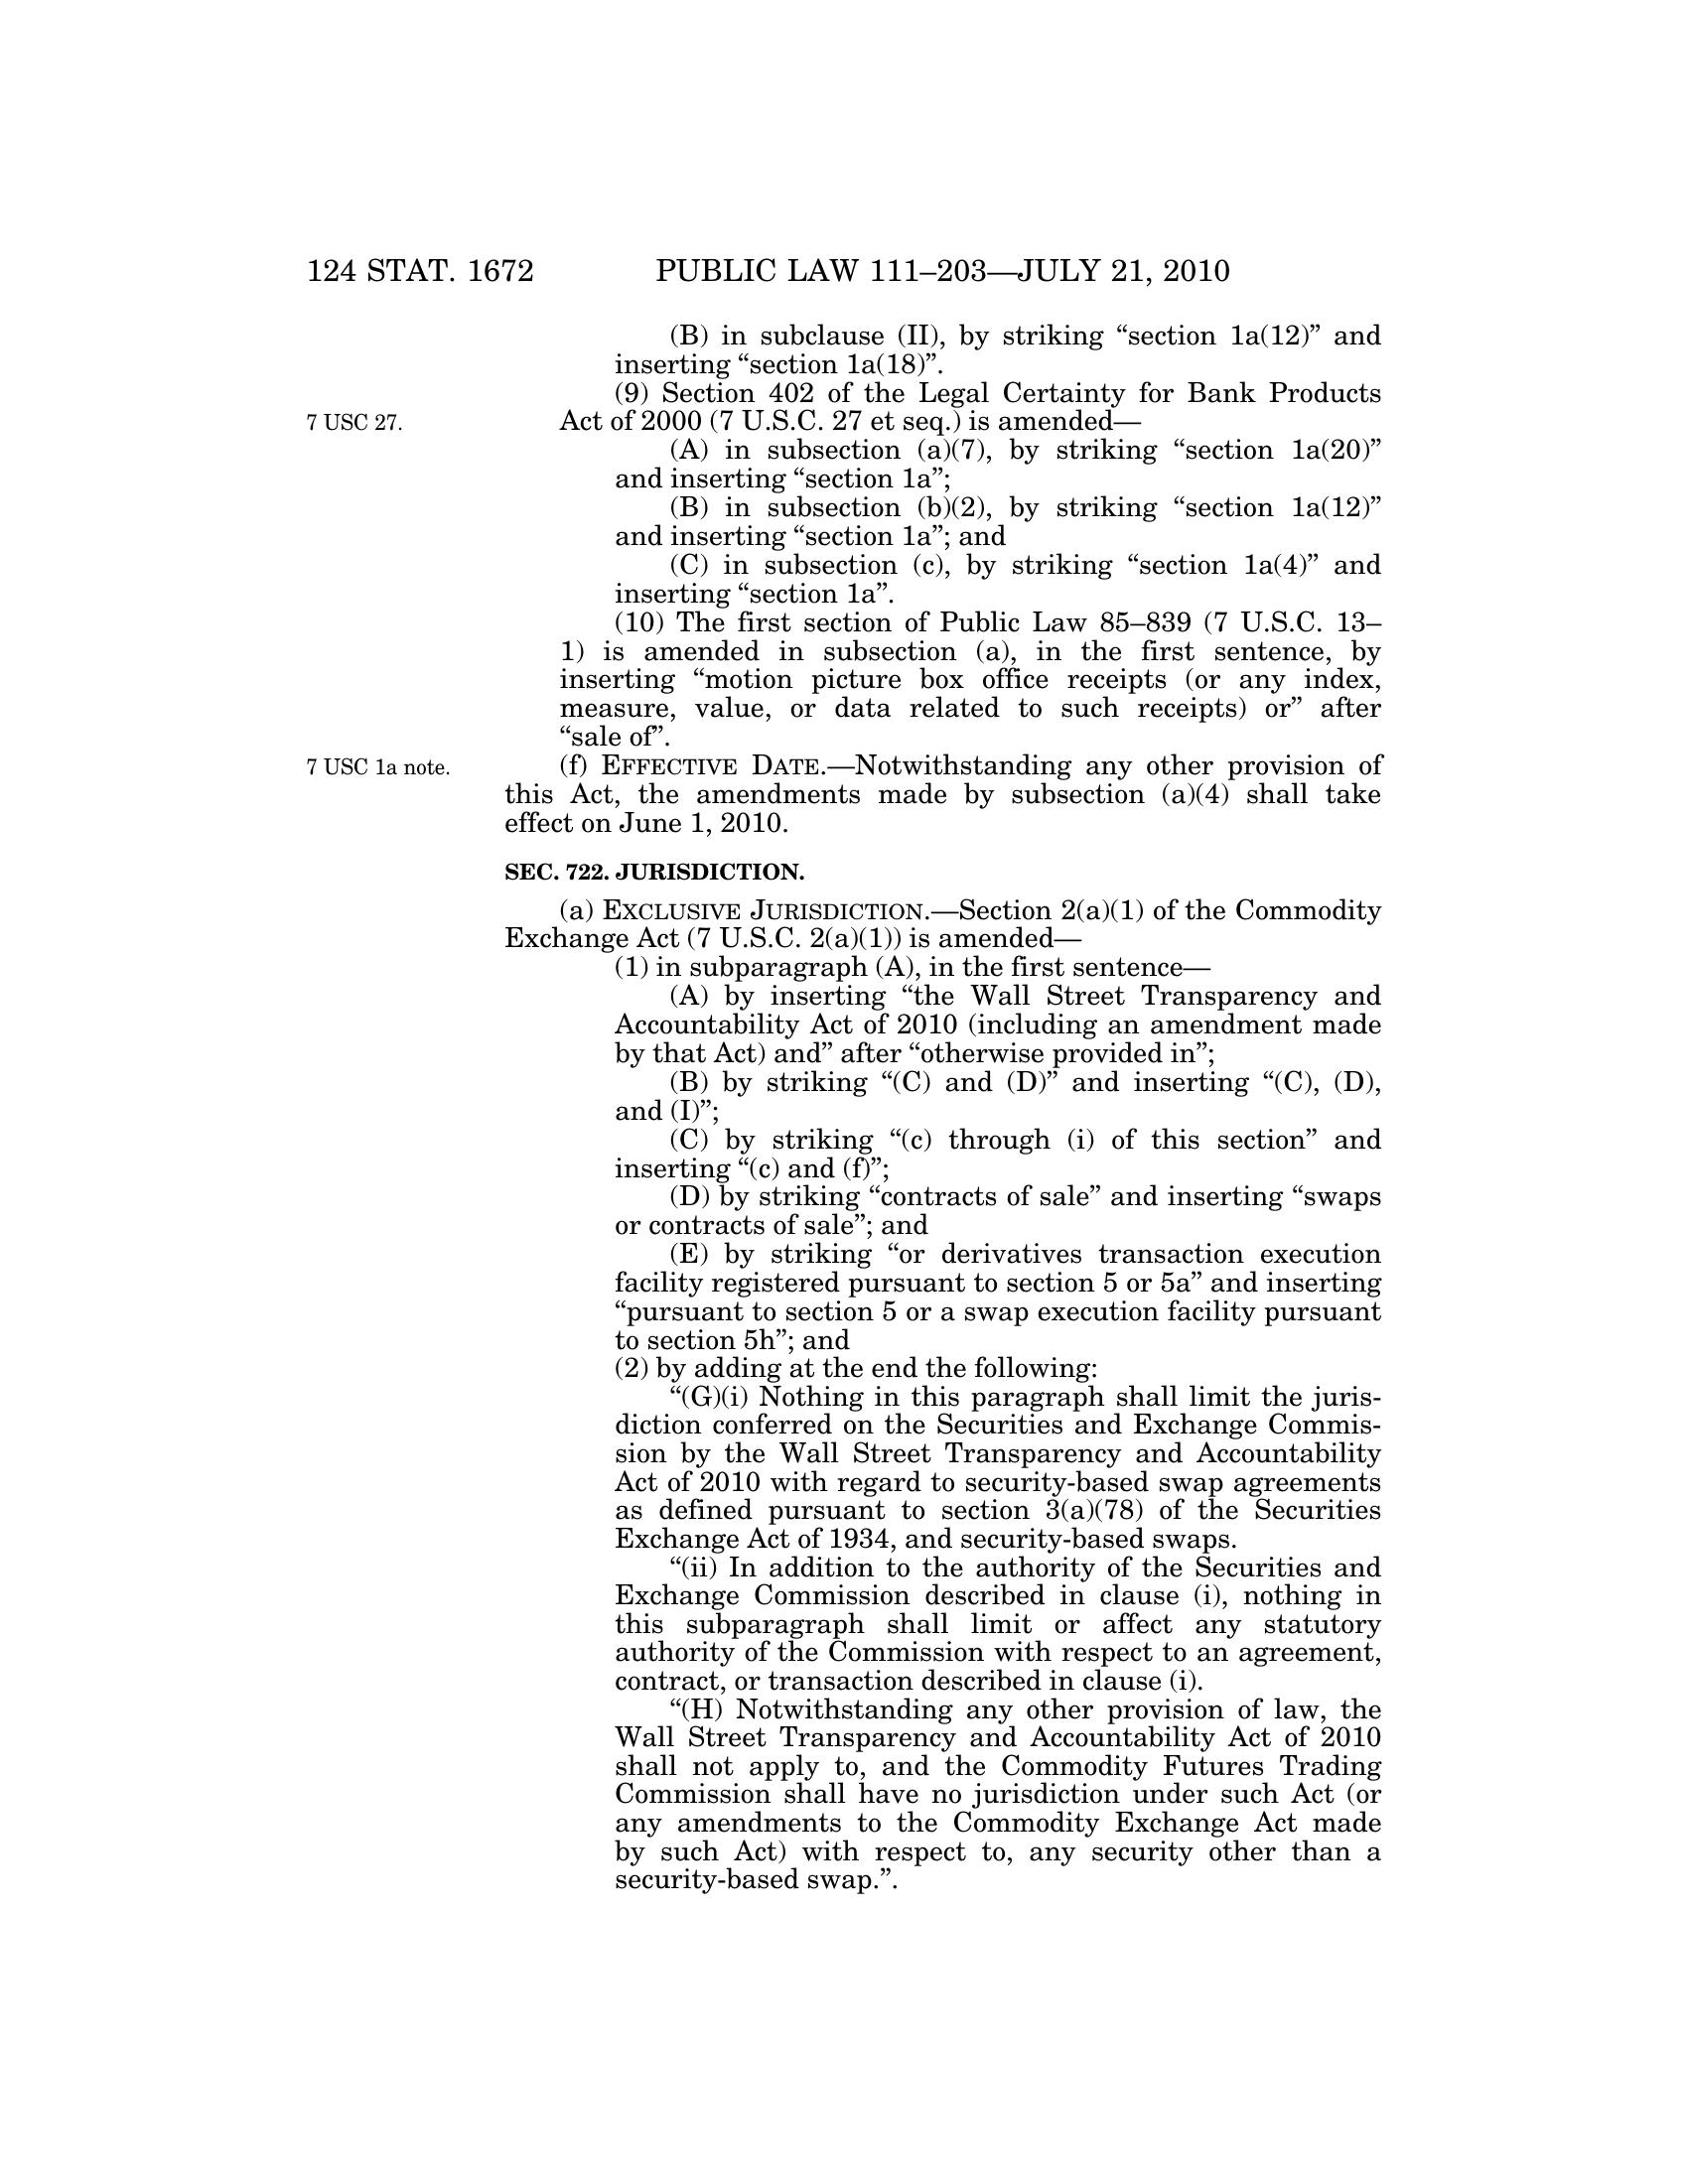 124 STAT. 1672 PUBLIC LAW 111–203—JULY 21, 2010
(B) in subclause (II), by striking “section 1a(12)” and
inserting “section 1a(18)”.
(9) Section 402 of the Legal Certainty for Bank Products
7 USC 27.
Act of 2000 (7 U.S.C. 27 et seq.) is amended—
(A) in subsection (a)(7), by striking “section 1a(20)”
and inserting “section 1a”;
(B) in subsection (b)(2), by striking “section 1a(12)”
and inserting “section 1a”; and
(C) in subsection (c), by striking “section 1a(4)” and
inserting “section 1a”.
(10) The first section of Public Law 85–839 (7 U.S.C. 13–
1) is amended in subsection (a), in the first sentence, by
inserting “motion picture box office receipts (or any index,
measure, value, or data related to such receipts) or” after
“sale of”.
7 USC 1a note.
(f) EFFECTIVE DATE.—Notwithstanding any other provision of
this Act, the amendments made by subsection (a)(4) shall take
effect on June 1, 2010.
SEC. 722. JURISDICTION.
(a) EXCLUSIVE JURISDICTION.—Section 2(a)(1) of the Commodity
Exchange Act (7 U.S.C. 2(a)(1)) is amended—
(1) in subparagraph (A), in the first sentence—
(A) by inserting “the Wall Street Transparency and
Accountability Act of 2010 (including an amendment made
by that Act) and” after “otherwise provided in”;
(B) by striking “(C) and (D)” and inserting “(C), (D),
and (I)”;
(C) by striking “(c) through (i) of this section” and
inserting “(c) and (f)”;
(D) by striking “contracts of sale” and inserting “swaps
or contracts of sale”; and
(E) by striking “or derivatives transaction execution
facility registered pursuant to section 5 or 5a” and inserting
“pursuant to section 5 or a swap execution facility pursuant
to section 5h”; and
(2) by adding at the end the following:
“(G)(i) Nothing in this paragraph shall limit the juris-
diction conferred on the Securities and Exchange Commis-
sion by the Wall Street Transparency and Accountability
Act of 2010 with regard to security-based swap agreements
as defined pursuant to section 3(a)(78) of the Securities
Exchange Act of 1934, and security-based swaps.
“(ii) In addition to the authority of the Securities and
Exchange Commission described in clause (i), nothing in
this subparagraph shall limit or affect any statutory
authority of the Commission with respect to an agreement,
contract, or transaction described in clause (i).
“(H) Notwithstanding any other provision of law, the
Wall Street Transparency and Accountability Act of 2010
shall not apply to, and the Commodity Futures Trading
Commission shall have no jurisdiction under such Act (or
any amendments to the Commodity Exchange Act made
by such Act) with respect to, any security other than a
security-based swap.”.